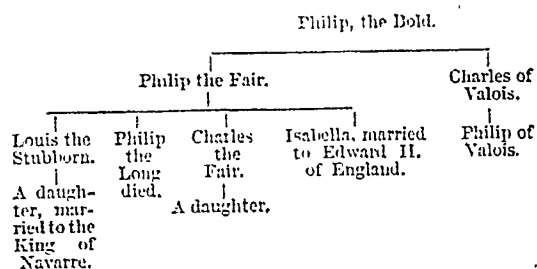 Philip, the Bold.
Philip the Fair.
Charles of
Valois.
Louis the
Stubborn.
Philip
the
Long
died.
Charles
the
Fair.
Isabella, married
to Edward II.
of England.
Philip of
Valois.
A daugh-
ter, mar-
ried to the
King of
Navarre.
A daughter.